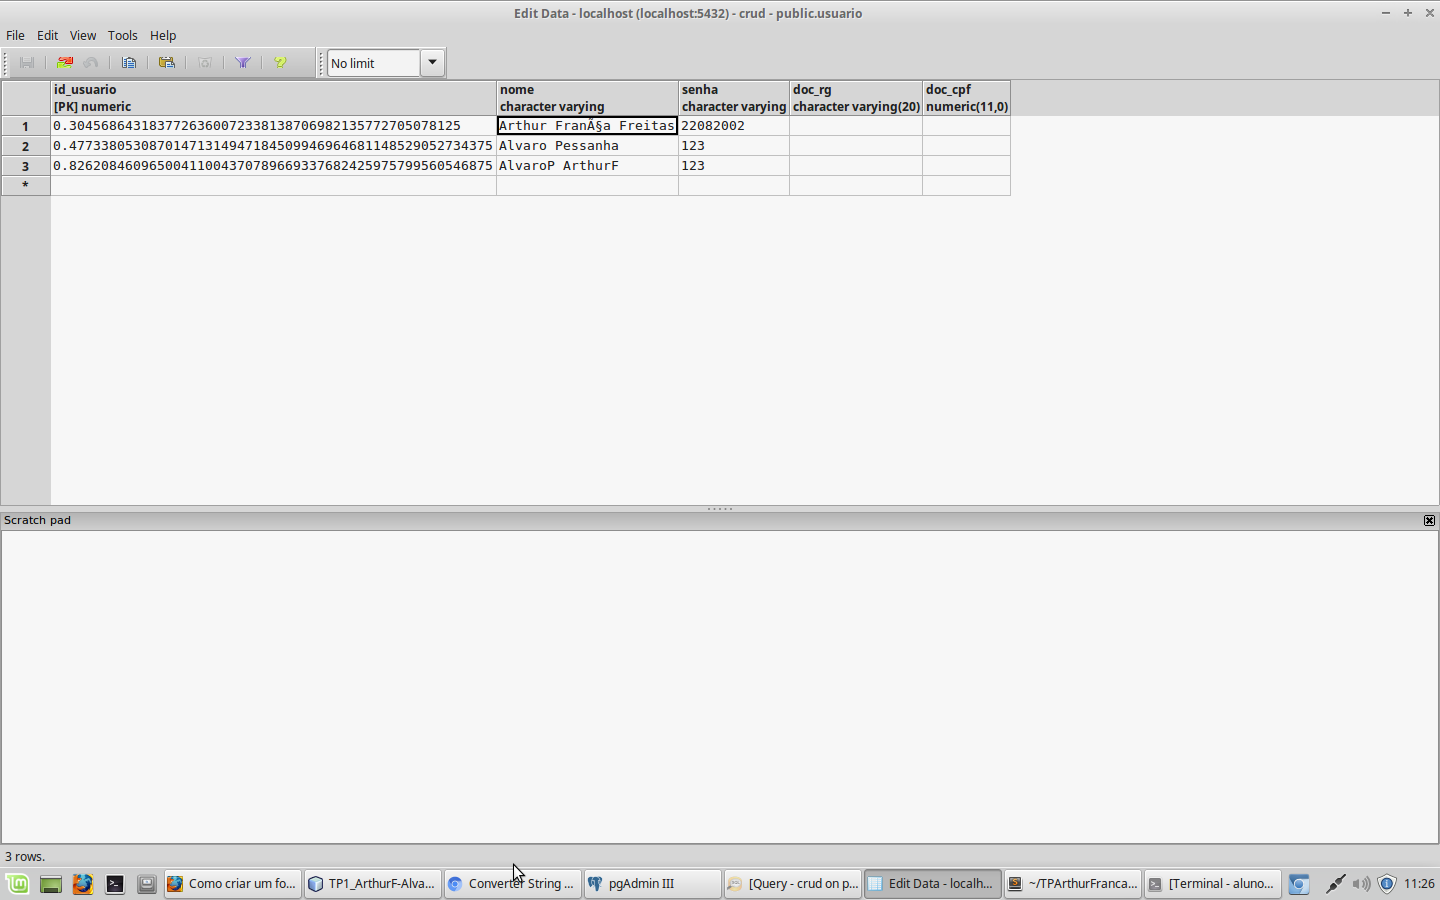 Edit Data - localhost (localhost:5432) - crud - public.usuario
File Edit View Tools Help
No limit
id_usuario nome senha doc_rg doc_cpf
[PK] numeric character varying character varying character varying(20) numeric(11,0)
1 0.3045686431837726360072338138706982135772705078125 Arthur FranÃ§a Freitas 22082002
2 0.47733805308701471314947184509946964681148529052734375 Alvaro Pessanha 123
3 0.8262084609650041100437078966933768242597579956054​6875 AlvaroP ArthurF 123
*
Scratch pad
3 rows.
Como criar um fo... TP1_ArthurF-Alva... Converter String ... pgAdmin III [Query - crud on p... Edit Data - localh... ~/TPArthurFranca... [Terminal - aluno... 11:26